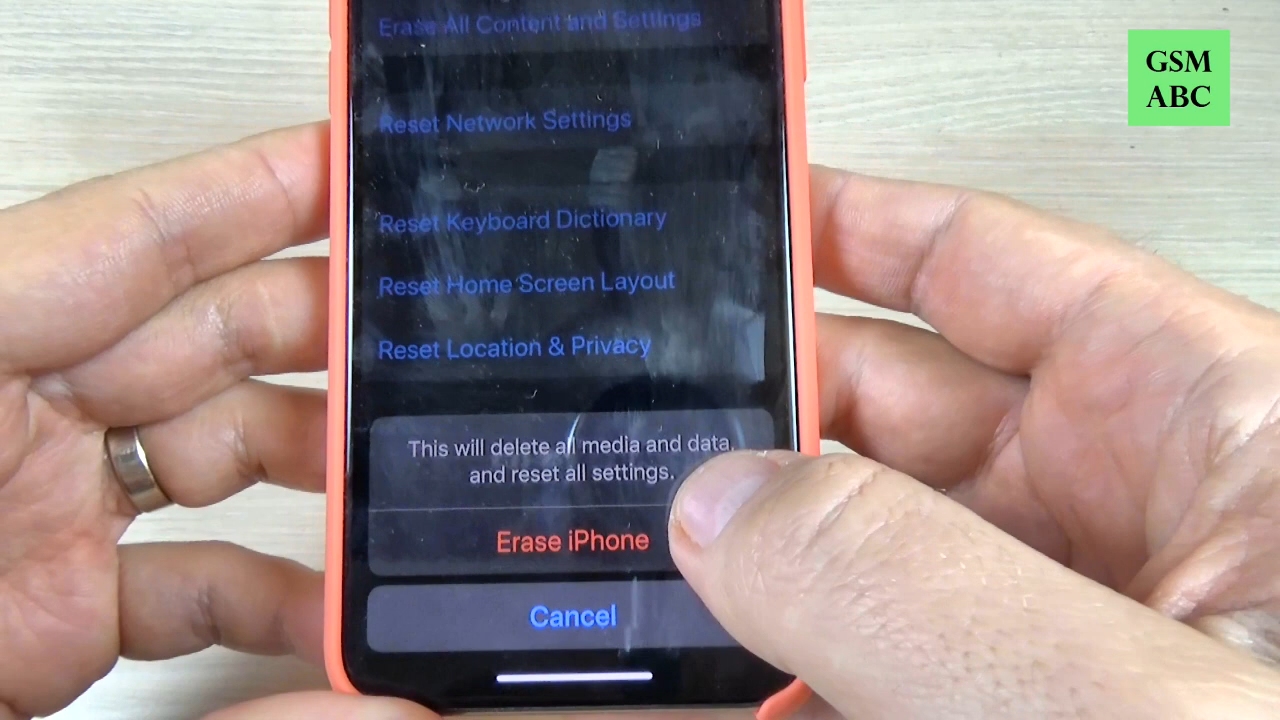 Erase All Content and Settings
GSM
ABC
Reset Network Settings
Reset Keyboard Dictionary
Reset Home Screen Layout
Reset Location & Privacy
This will delete all media and data,
and reset all settings.
Erase iPhone
Cancel